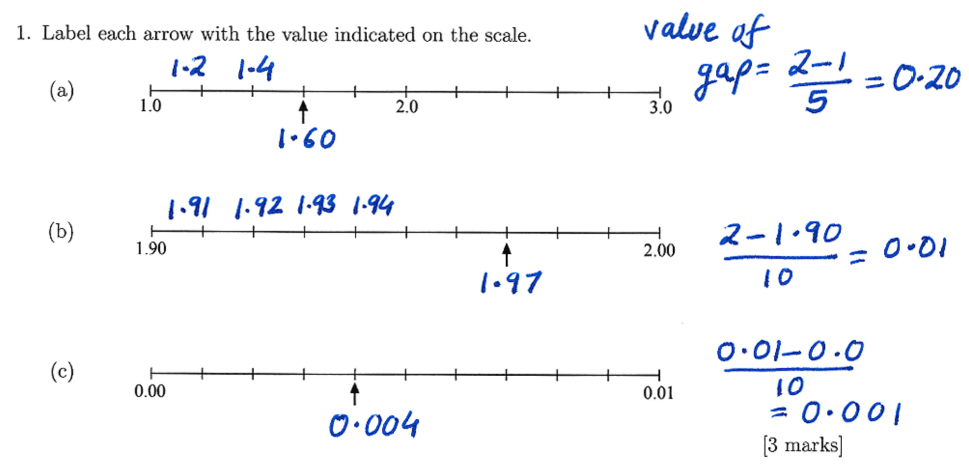 1. Label each arrow with the value indicated on the scale.
value of
gap = 2-1 / 5 = 0.20
(a)
1.2 1.4
1.0 2.0 3.0
1.60
(b)
1.91 1.92 1.93 1.94
1.90 2.00
1.97
2-1.90 / 10 = 0.01
(c)
0.00 0.01
0.004
0.01-0.0 / 10
= 0.001
[3 marks]